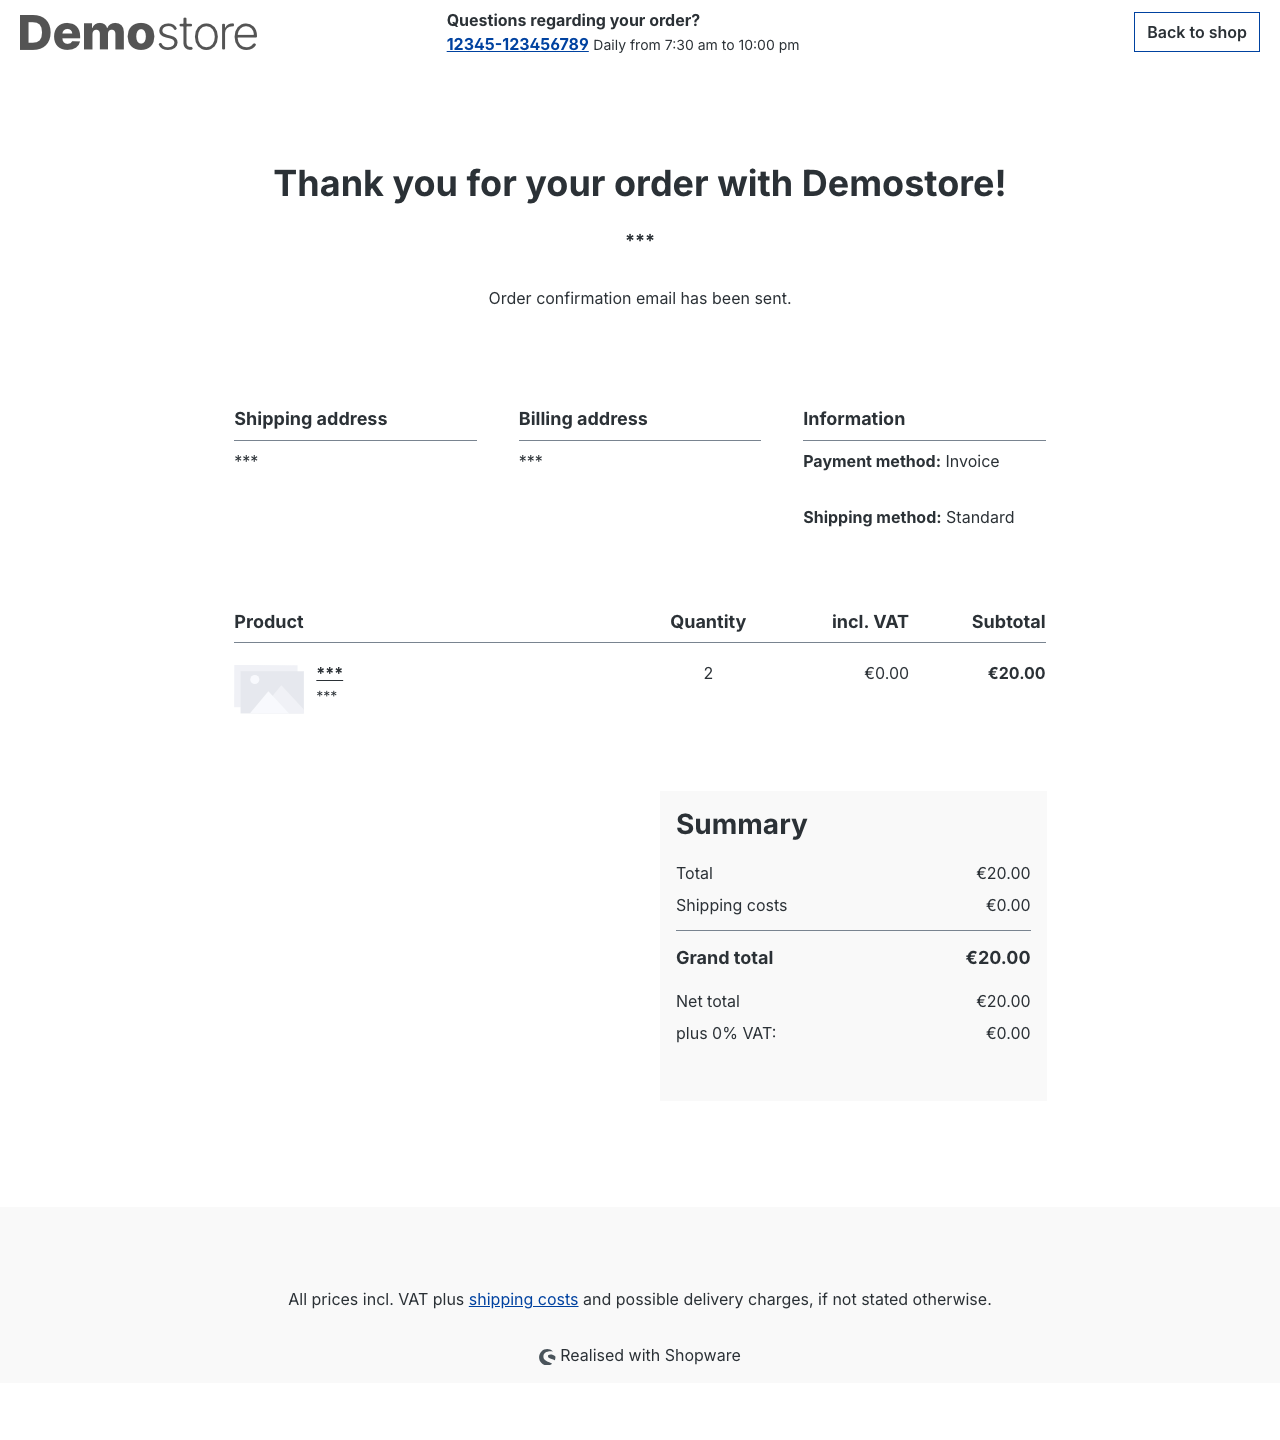 Demostore
Questions regarding your order?
12345-123456789 Daily from 7:30 am to 10:00 pm
Back to shop
Thank you for your order with Demostore!
***
Order confirmation email has been sent.
Shipping address
***
Billing address
***
Information
Payment method: Invoice
Shipping method: Standard
Product Quantity incl. VAT Subtotal
*** 2 €0.00 €20.00
***
Summary
Total €20.00
Shipping costs €0.00
Grand total €20.00
Net total €20.00
plus 0% VAT: €0.00
All prices incl. VAT plus shipping costs and possible delivery charges, if not stated otherwise.
Realised with Shopware